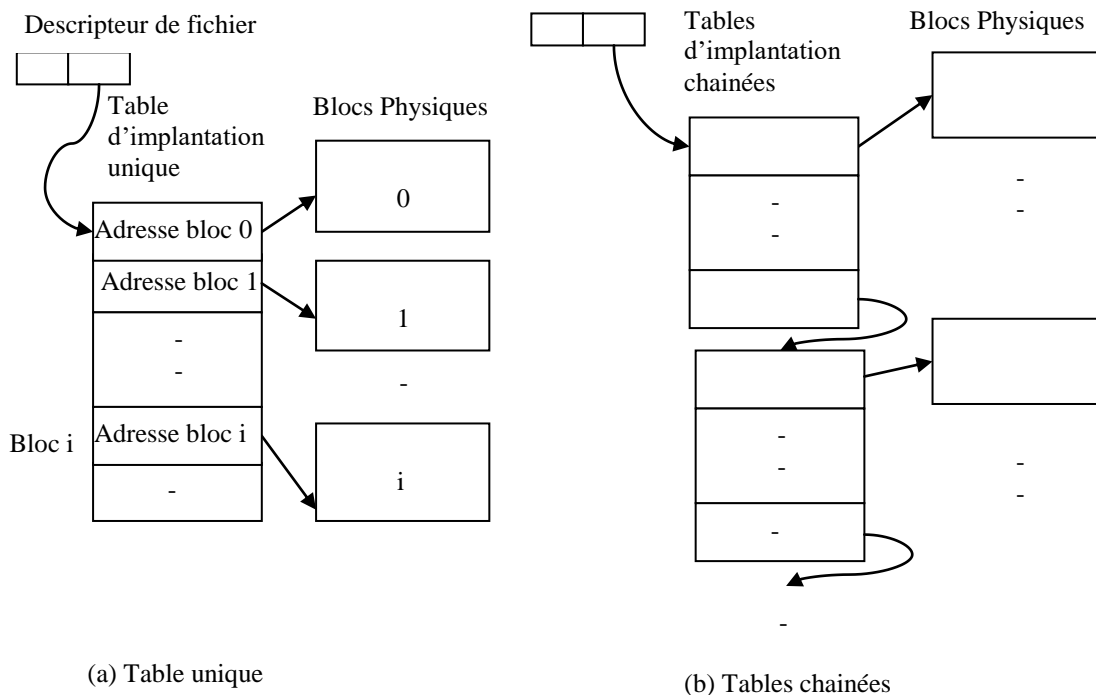 Descripteur de fichier
Table
d’implantation
unique
Blocs Physiques
Adresse bloc 0
0
Adresse bloc 1
1
-
-
-
Bloc i
Adresse bloc i
i
-
(a) Table unique
Tables
d’implantation
chainées
Blocs Physiques
-
-
-
-
-
-
-
-
-
-
(b) Tables chainées